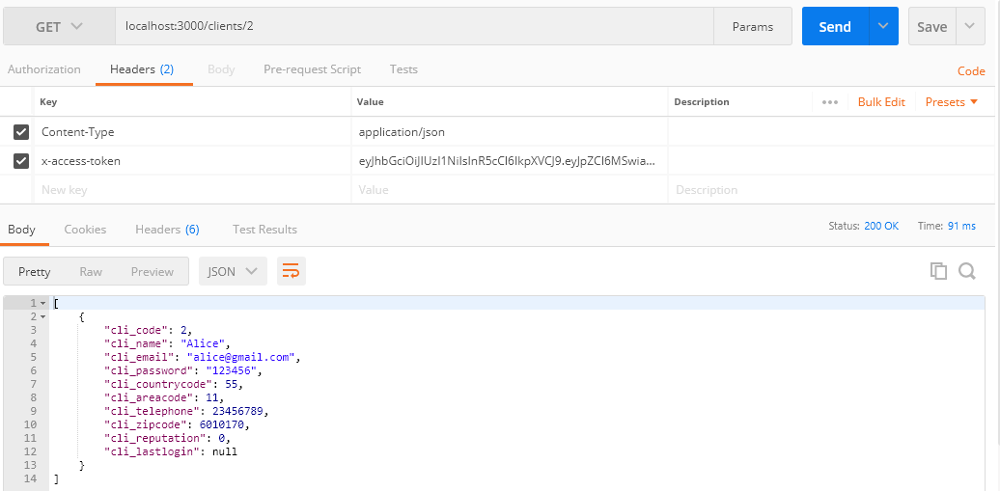 GET localhost:3000/clients/2 Params Send Save
Authorization Headers (2) Body Pre-request Script Tests Code
Key Value Description ••• Bulk Edit Presets
Content-Type application/json
x-access-token eyJhbGciOiJIUzI1NiIsInR5cCI6IkpXVCJ9.eyJpZCI6MSwia...
New key Value Description
Body Cookies Headers (6) Test Results Status: 200 OK Time: 91 ms
Pretty Raw Preview JSON
1 [
2 {
3 "cli_code": 2,
4 "cli_name": "Alice",
5 "cli_email": "alice@gmail.com",
6 "cli_password": "123456",
7 "cli_countrycode": 55,
8 "cli_areacode": 11,
9 "cli_telephone": 23456789,
10 "cli_zipcode": 6010170,
11 "cli_reputation": 0,
12 "cli_lastlogin": null
13 }
14 ]